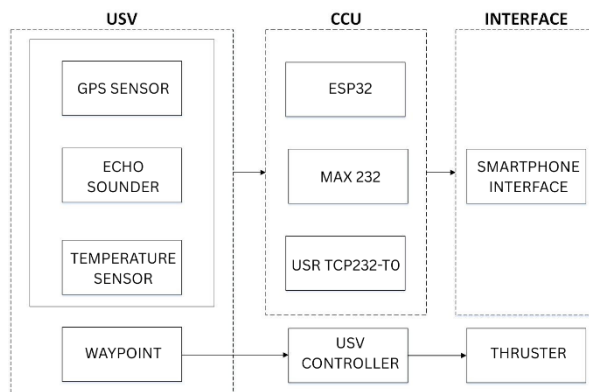 USV
CCU
INTERFACE
GPS SENSOR
ESP32
ECHO
SOUNDER
MAX 232
SMARTPHONE
INTERFACE
TEMPERATURE
SENSOR
USR TCP232-T0
WAYPOINT
USV
CONTROLLER
THRUSTER